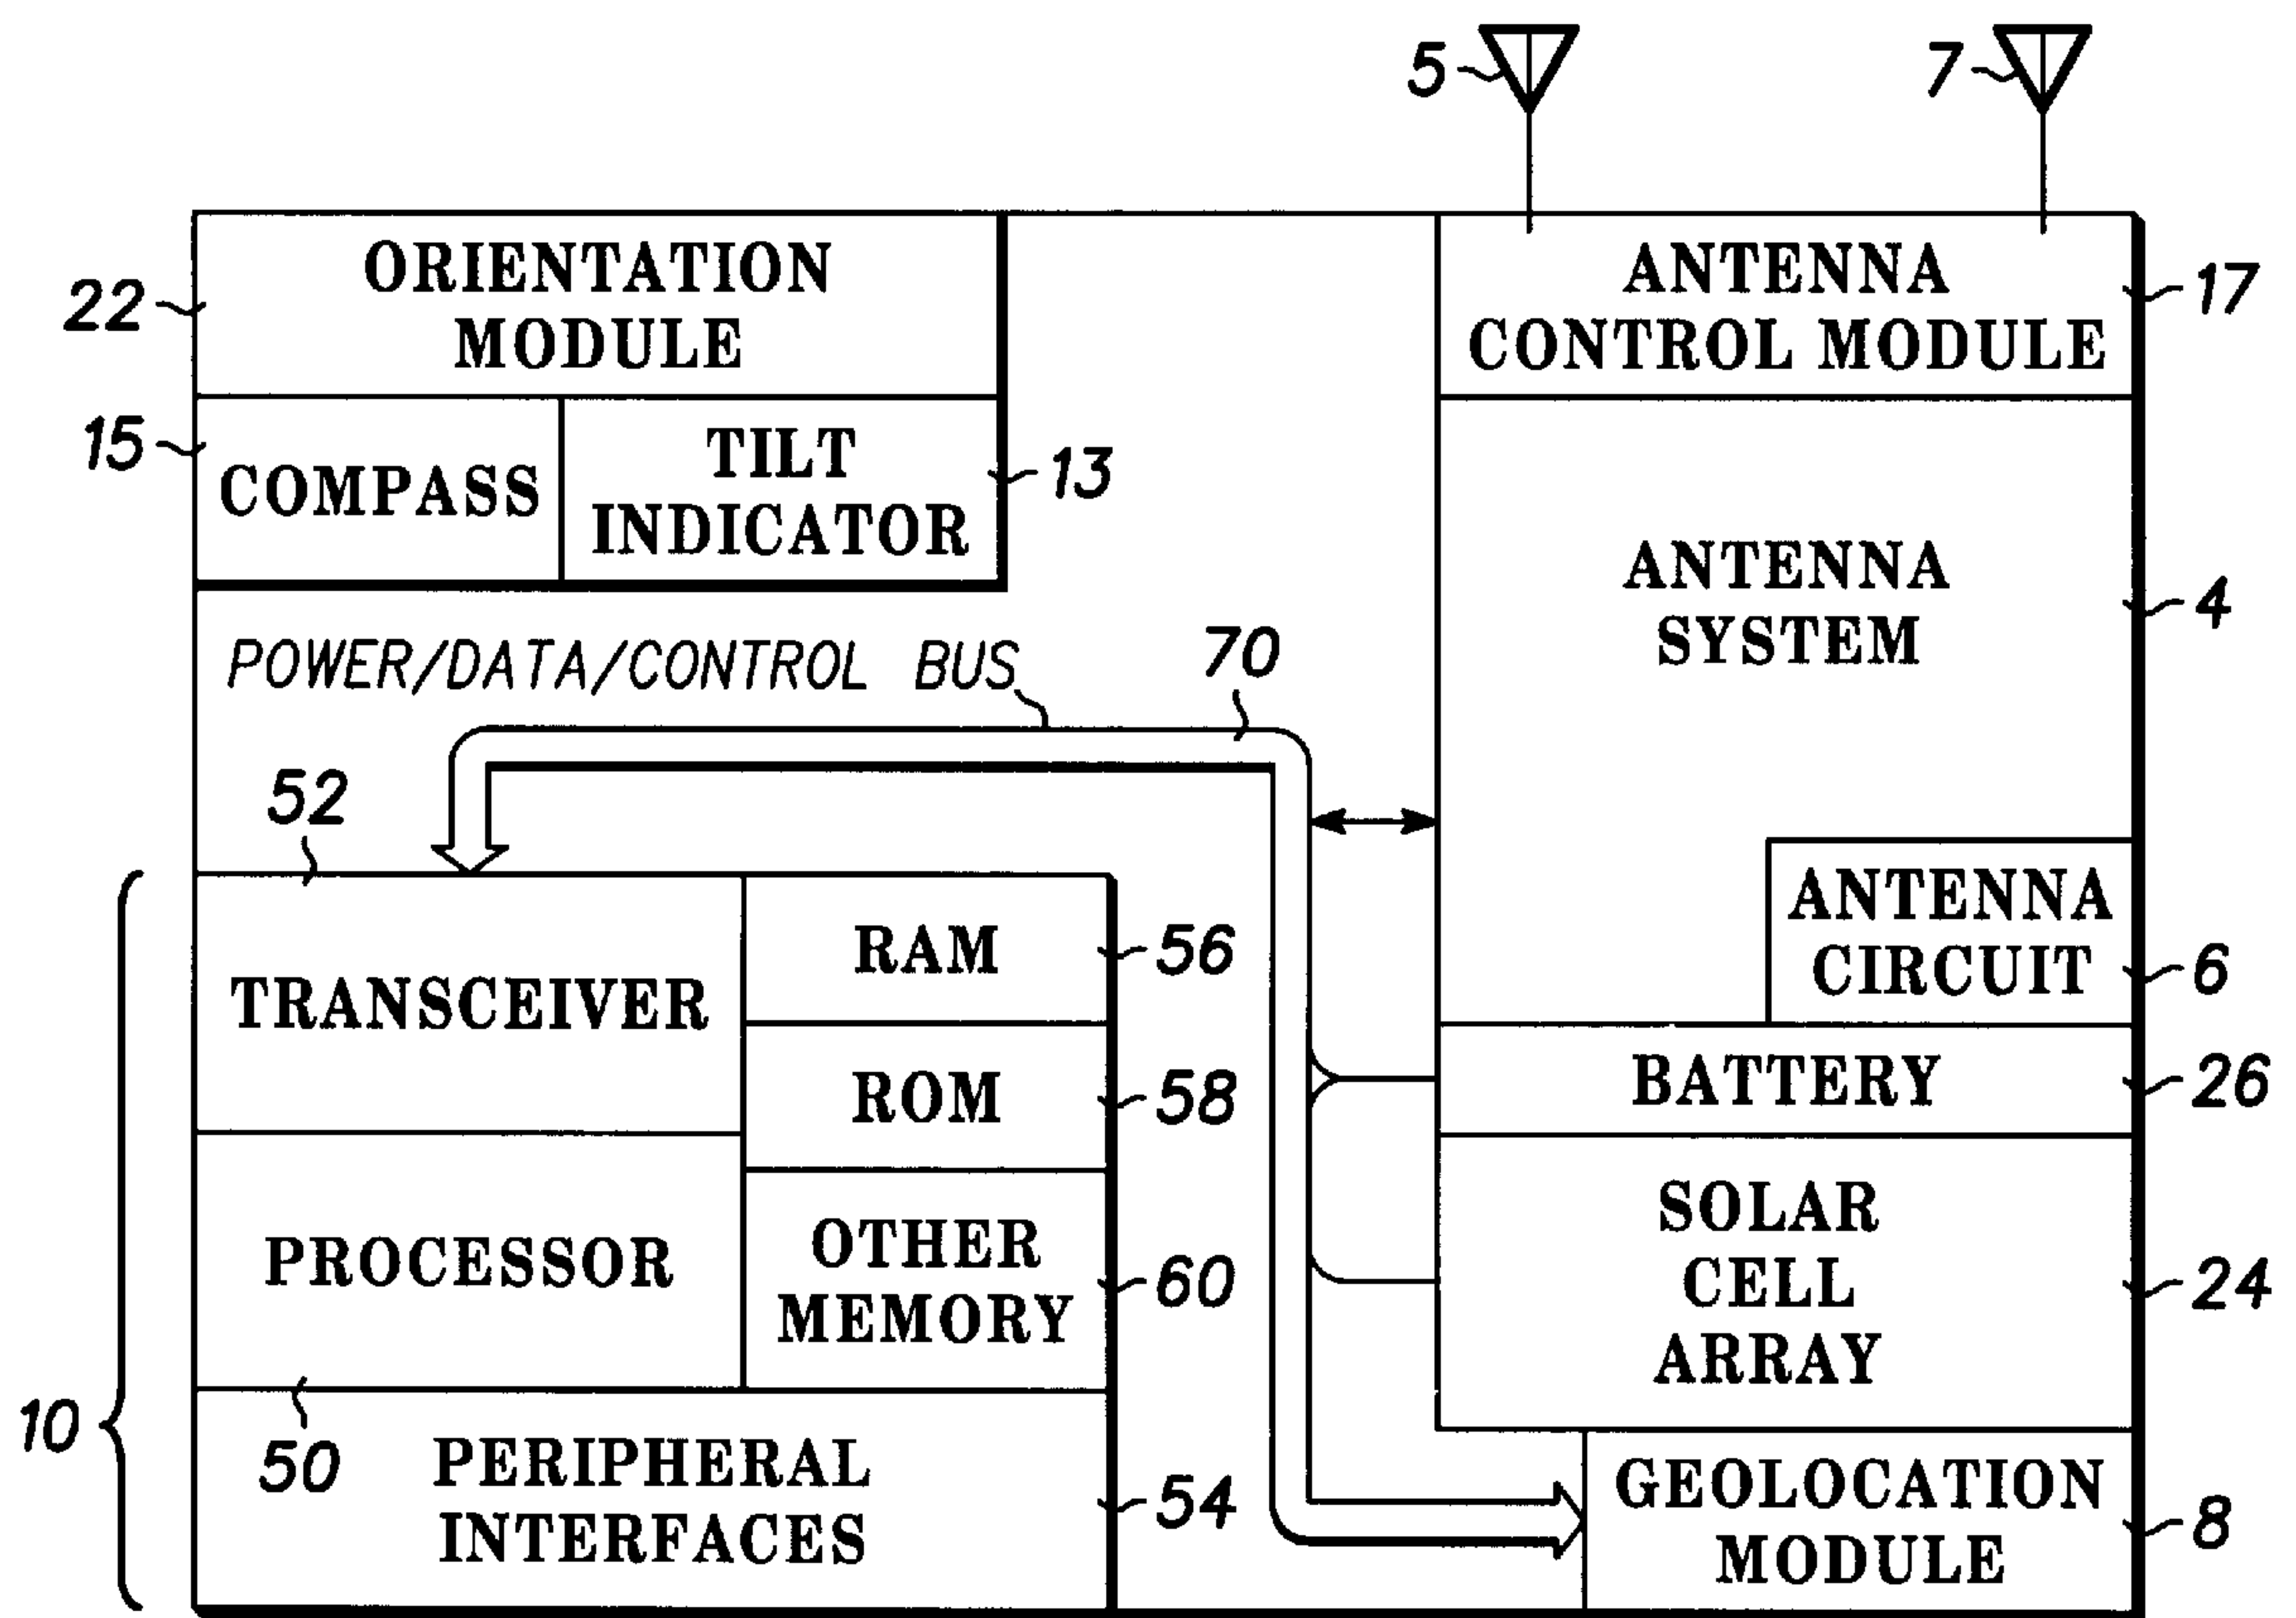 5
7
22
ORIENTATION
MODULE
15
COMPASS
TILT
INDICATOR
13
ANTENNA
CONTROL MODULE
17
ANTENNA
SYSTEM
4
POWER/DATA/CONTROL BUS
70
52
10
TRANSCEIVER
RAM
56
ROM
58
PROCESSOR
50
OTHER
MEMORY
60
PERIPHERAL
INTERFACES
54
ANTENNA
CIRCUIT
6
BATTERY
26
SOLAR
CELL
ARRAY
24
GEOLOCATION
MODULE
8